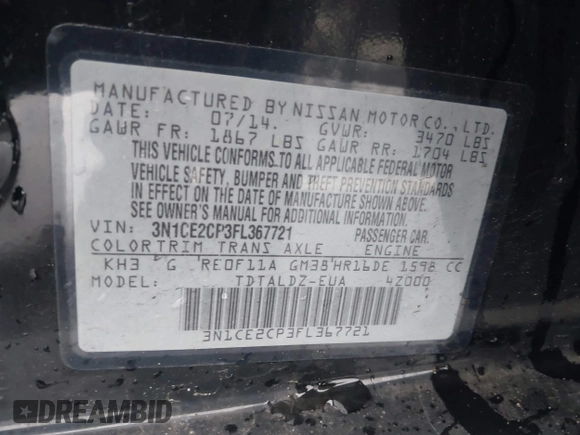 MANUFACTURED BY NISSAN MOTOR CO., LTD.
DATE: 07/14. GVWR: 3470 LBS
GAWR FR: 1867 LBS GAWR RR: 1704 LBS
THIS VEHICLE CONFORMS TO ALL APPLICABLE FEDERAL MOTOR
VEHICLE SAFETY, BUMPER AND THEFT PREVENTION STANDARDS
IN EFFECT ON THE DATE OF MANUFACTURE SHOWN ABOVE.
SEE OWNER'S MANUAL FOR ADDITIONAL INFORMATION.
VIN: 3N1CE2CP3FL367721 PASSENGER CAR
COLOR TRIM TRANS AXLE ENGINE
KH3 G RE0F11A GM38 HR16DE 1598 CC
MODEL: TDTALDZ-EUA 4Z000
3N1CE2CP3FL367721
DREAMBID